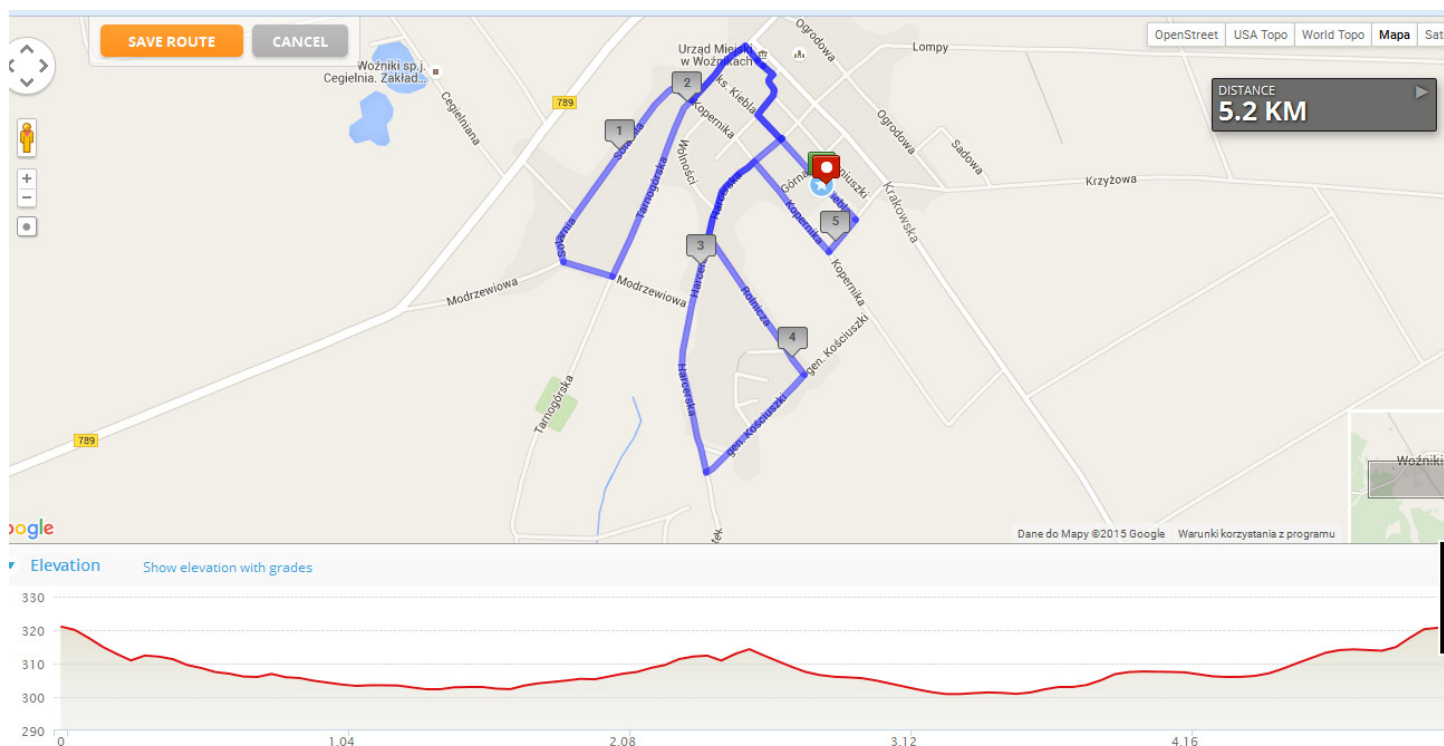 SAVE ROUTE
CANCEL
OpenStreet
USA Topo
World Topo
Mapa
Sat
DISTANCE
5.2 KM
Urząd Miejski
w Woźnikach
Woźniki sp.j.
Cegielnia. Zakład...
Ogrodowa
Lompy
789
Cegielniana
ks. Kiebla
Kopernika
2
1
Wolności
Tarnogórska
Ogrodowa
Sadowa
Krzyżowa
Krakowska
Górna
5
Kopernika
Harcerska
3
Solarnia
Modrzewiowa
Modrzewiowa
Kopernika
Rolnicza
4
gen. Kościuszki
Harcerska
gen. Kościuszki
Tarnogórska
789
Woźniki
oogle
Dane do Mapy ©2015 Google
Warunki korzystania z programu
Elevation
Show elevation with grades
330
320
310
300
290
0
1.04
2.08
3.12
4.16